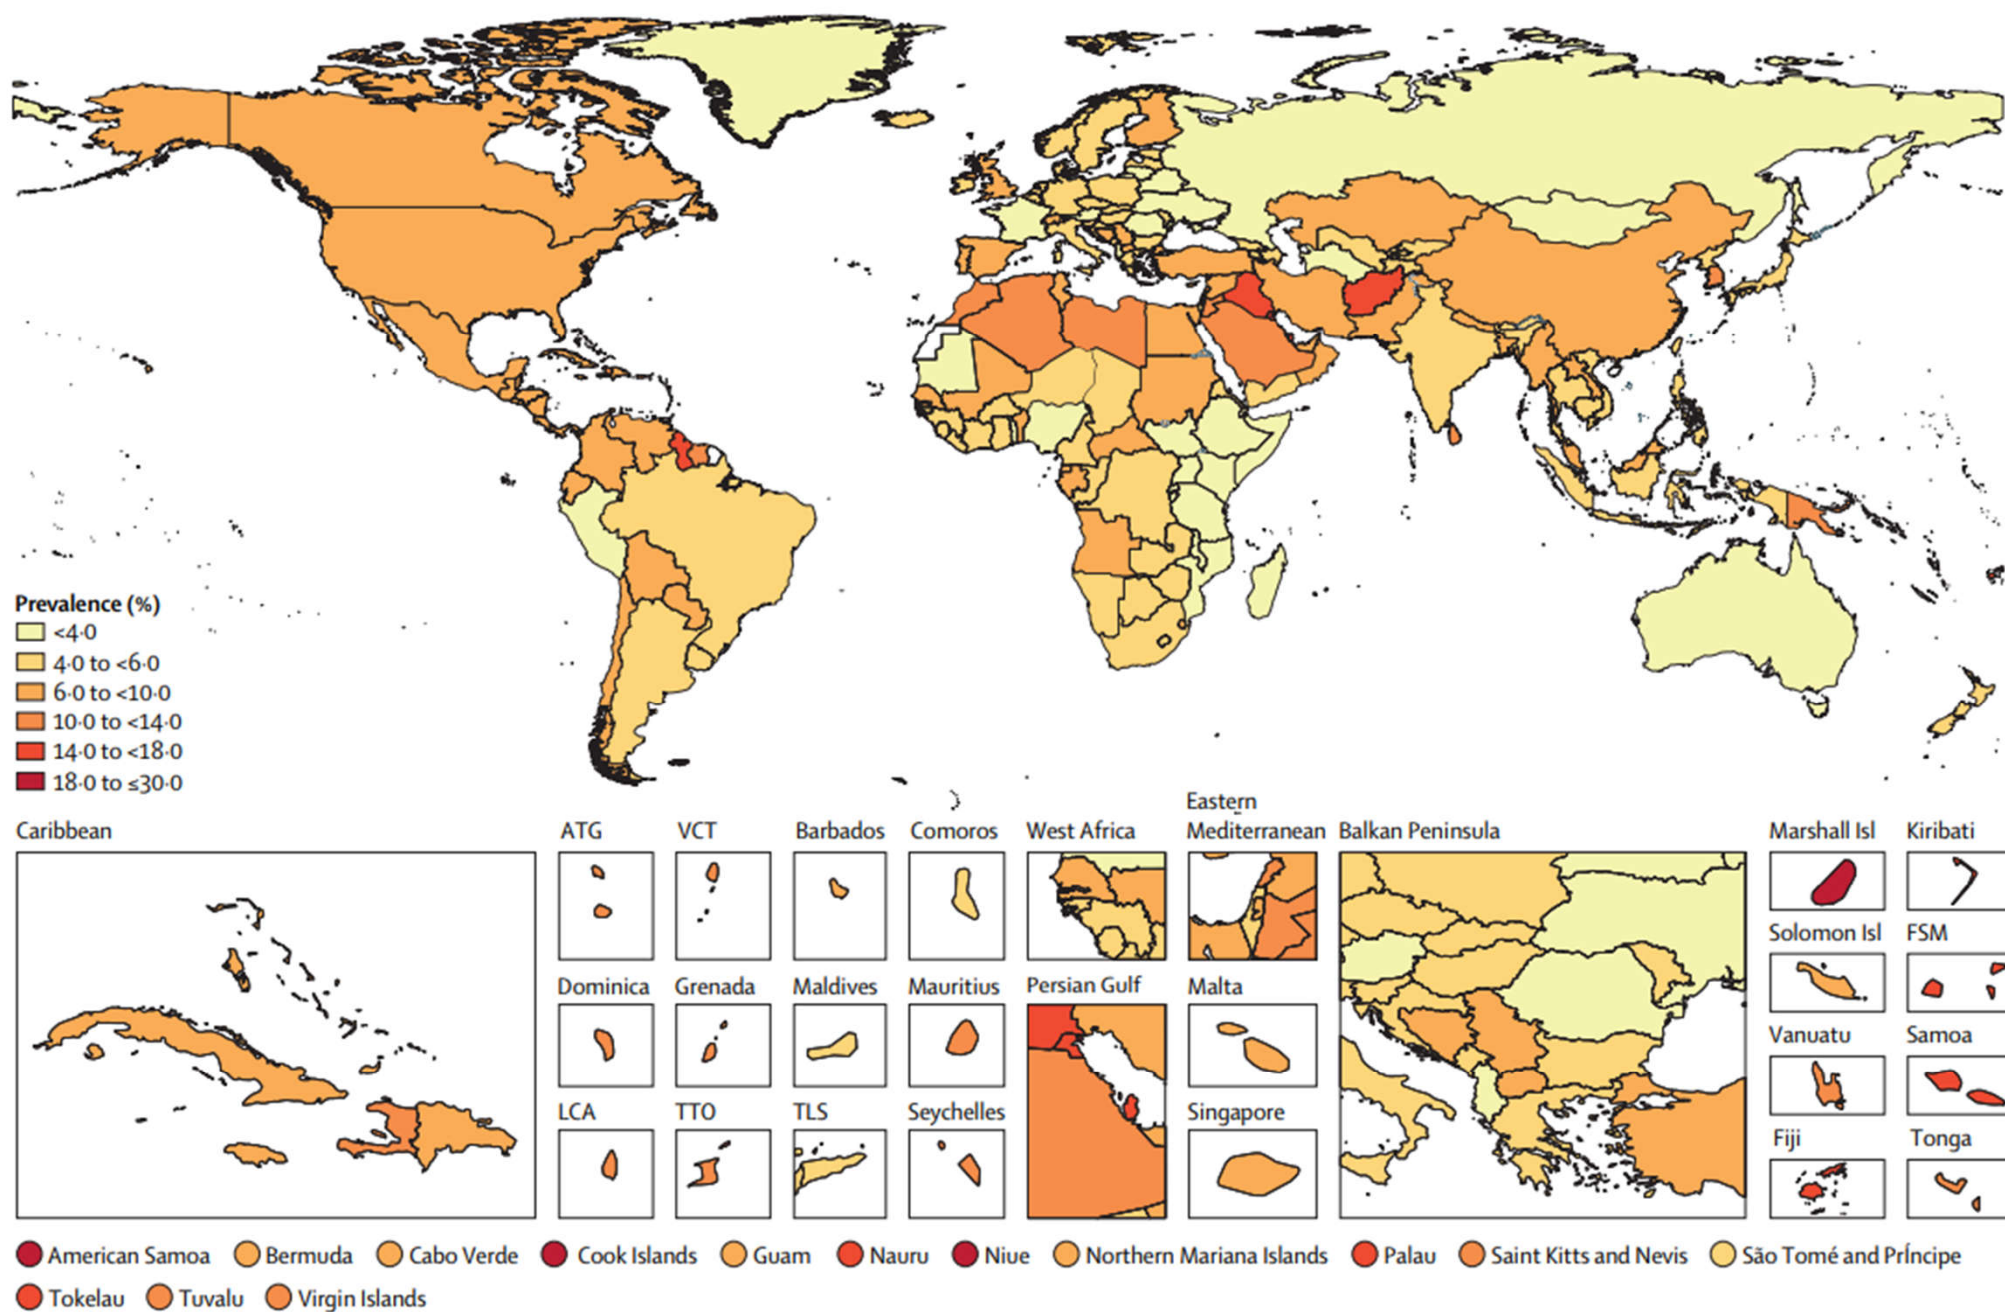 Prevalence (%)
<4·0
4·0 to <6·0
6·0 to <10·0
10·0 to <14·0
14·0 to <18·0
18·0 to ≤30·0
Caribbean
ATG
VCT
Barbados
Comoros
West Africa
Eastern
Mediterranean
Balkan Peninsula
Marshall Isl
Kiribati
Solomon Isl
FSM
Dominica
Grenada
Maldives
Mauritius
Persian Gulf
Malta
Vanuatu
Samoa
LCA
TTO
TLS
Seychelles
Singapore
Fiji
Tonga
American Samoa Bermuda Cabo Verde Cook Islands Guam Nauru Niue Northern Mariana Islands Palau Saint Kitts and Nevis São Tomé and PrÍncipe
Tokelau Tuvalu Virgin Islands